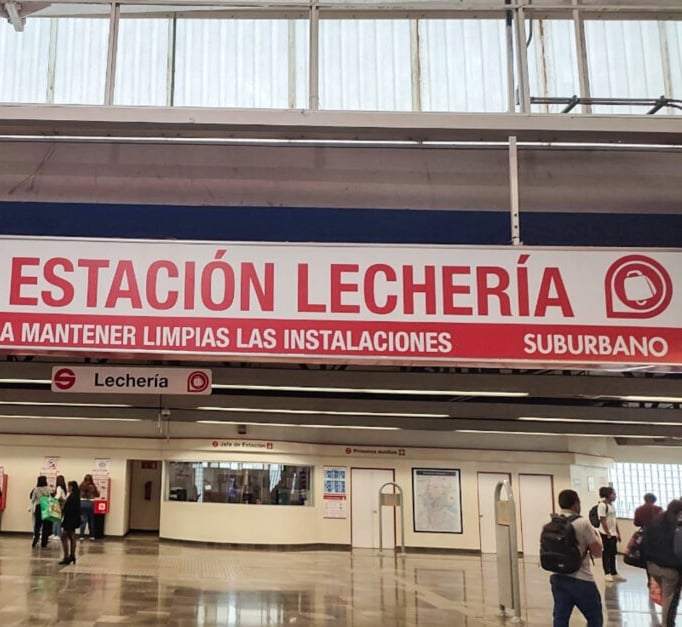 ESTACIÓN LECHERÍA
A MANTENER LIMPIAS LAS INSTALACIONES
SUBURBANO
Lechería
Jefe de Estación
Primeros auxilios